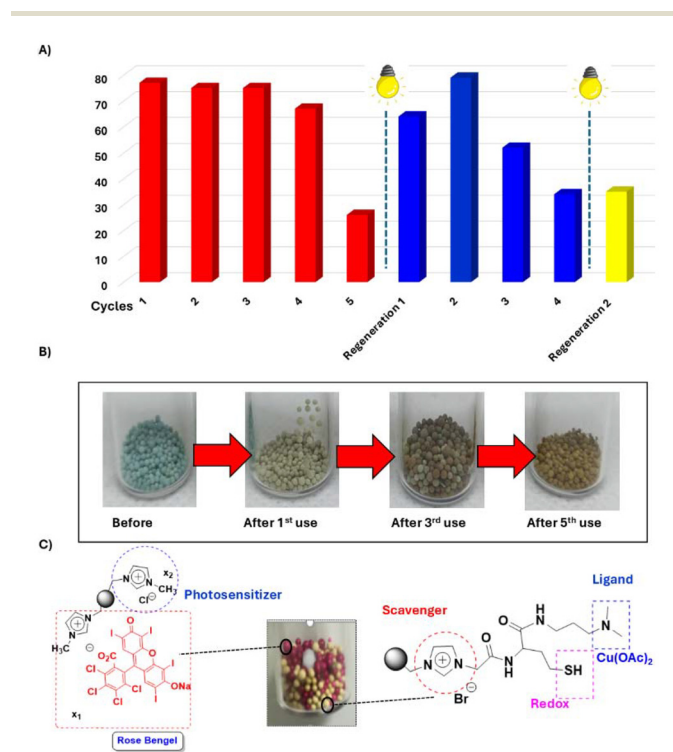 A)
80
70
60
50
40
30
20
10
0
Cycles
1
2
3
4
5
Regeneration 1
2
3
4
Regeneration 2
B)
Before
After 1st use
After 3rd use
After 5th use
C)
x2
N
N
CH3
Cl⊖
Photosensitizer
N
N
H3C
⊖
O2C
O
I
I
O
I
ONa
I
Cl
Cl
Cl
Cl
x1
Rose Bengel
Scavenger
Ligand
N
N
Br⊖
O
N
H
O
HN
N
SH
Cu(OAc)2
Redox